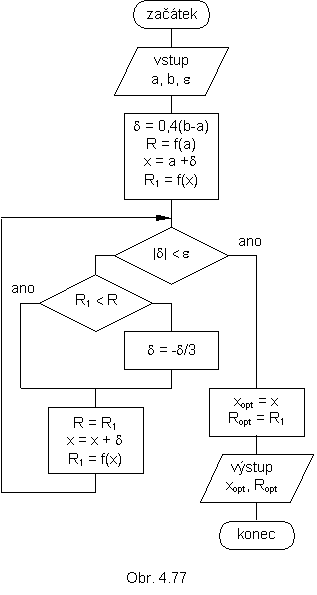 začátek
vstup
a, b, ε
δ = 0,4(b-a)
R = f(a)
x = a +δ
R₁ = f(x)
|δ| < ε
ano
ano
R₁ < R
δ = -δ/3
R = R₁
x = x + δ
R₁ = f(x)
xₒₚₜ = x
Rₒₚₜ = R₁
výstup
xₒₚₜ, Rₒₚₜ
konec
Obr. 4.77